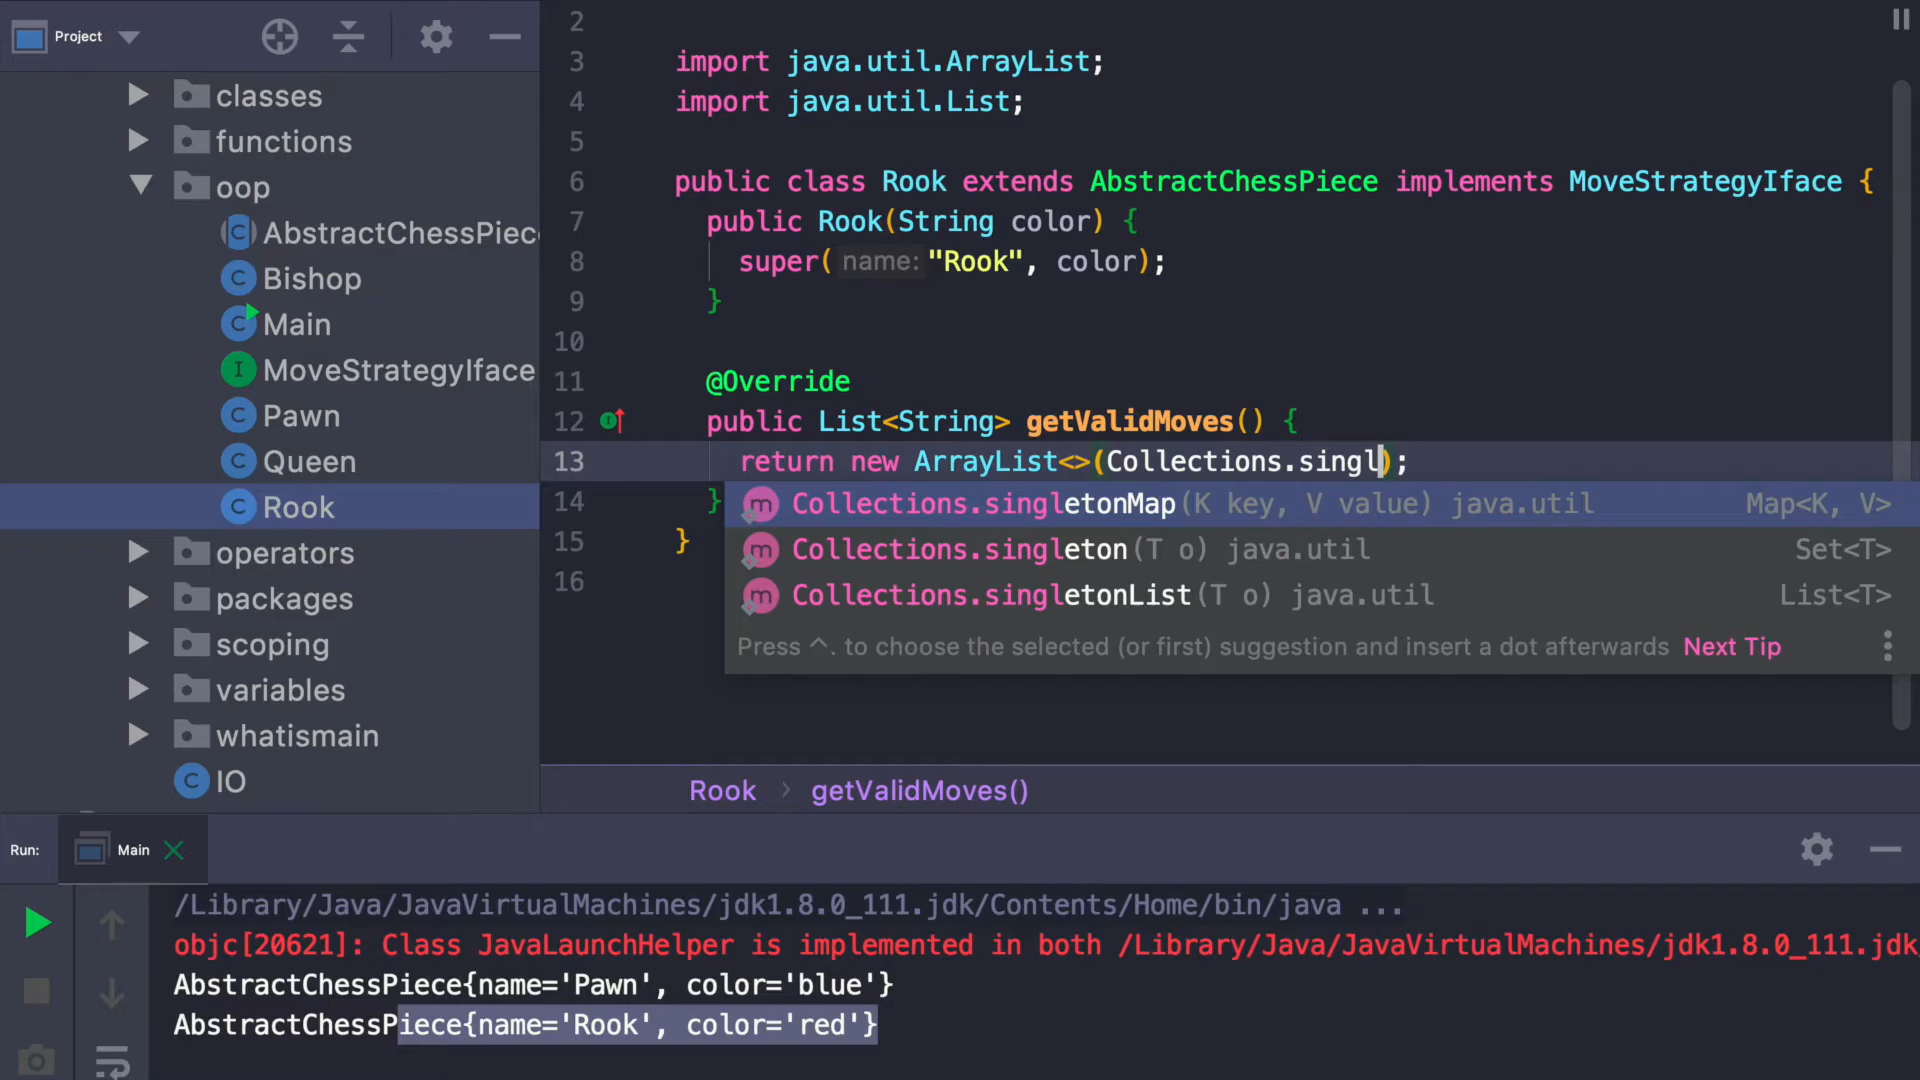 Project
classes
functions
oop
AbstractChessPiec
Bishop
Main
MoveStrategyIface
Pawn
Queen
Rook
operators
packages
scoping
variables
whatismain
IO
2
3 import java.util.ArrayList;
4 import java.util.List;
5
6 public class Rook extends AbstractChessPiece implements MoveStrategyIface {
7 public Rook(String color) {
8 super( name: "Rook", color);
9 }
10
11 @Override
12 public List<String> getValidMoves() {
13 return new ArrayList<>(Collections.singl);
14 }
15 }
16
Collections.singletonMap(K key, V value) java.util Map<K, V>
Collections.singleton(T o) java.util Set<T>
Collections.singletonList(T o) java.util List<T>
Press ^. to choose the selected (or first) suggestion and insert a dot afterwards Next Tip
Rook > getValidMoves()
Run: Main
/Library/Java/JavaVirtualMachines/jdk1.8.0_111.jdk/Contents/Home/bin/java ...
objc[20621]: Class JavaLaunchHelper is implemented in both /Library/Java/JavaVirtualMachines/jdk1.8.0_111.jdk
AbstractChessPiece{name='Pawn', color='blue'}
AbstractChessPiece{name='Rook', color='red'}